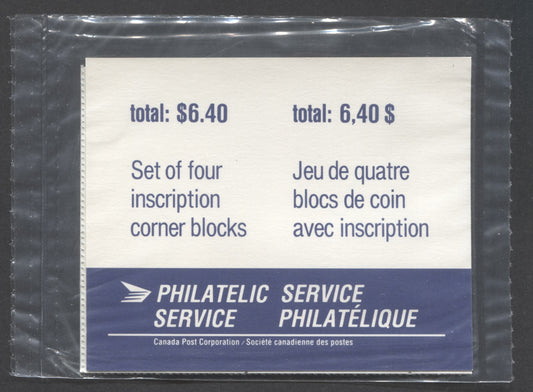 total: $6.40
Set of four
inscription
corner blocks
total: 6,40 $
Jeu de quatre
blocs de coin
avec inscription
PHILATELIC SERVICE
SERVICE PHILATÉLIQUE
Canada Post Corporation / Société canadienne des postes